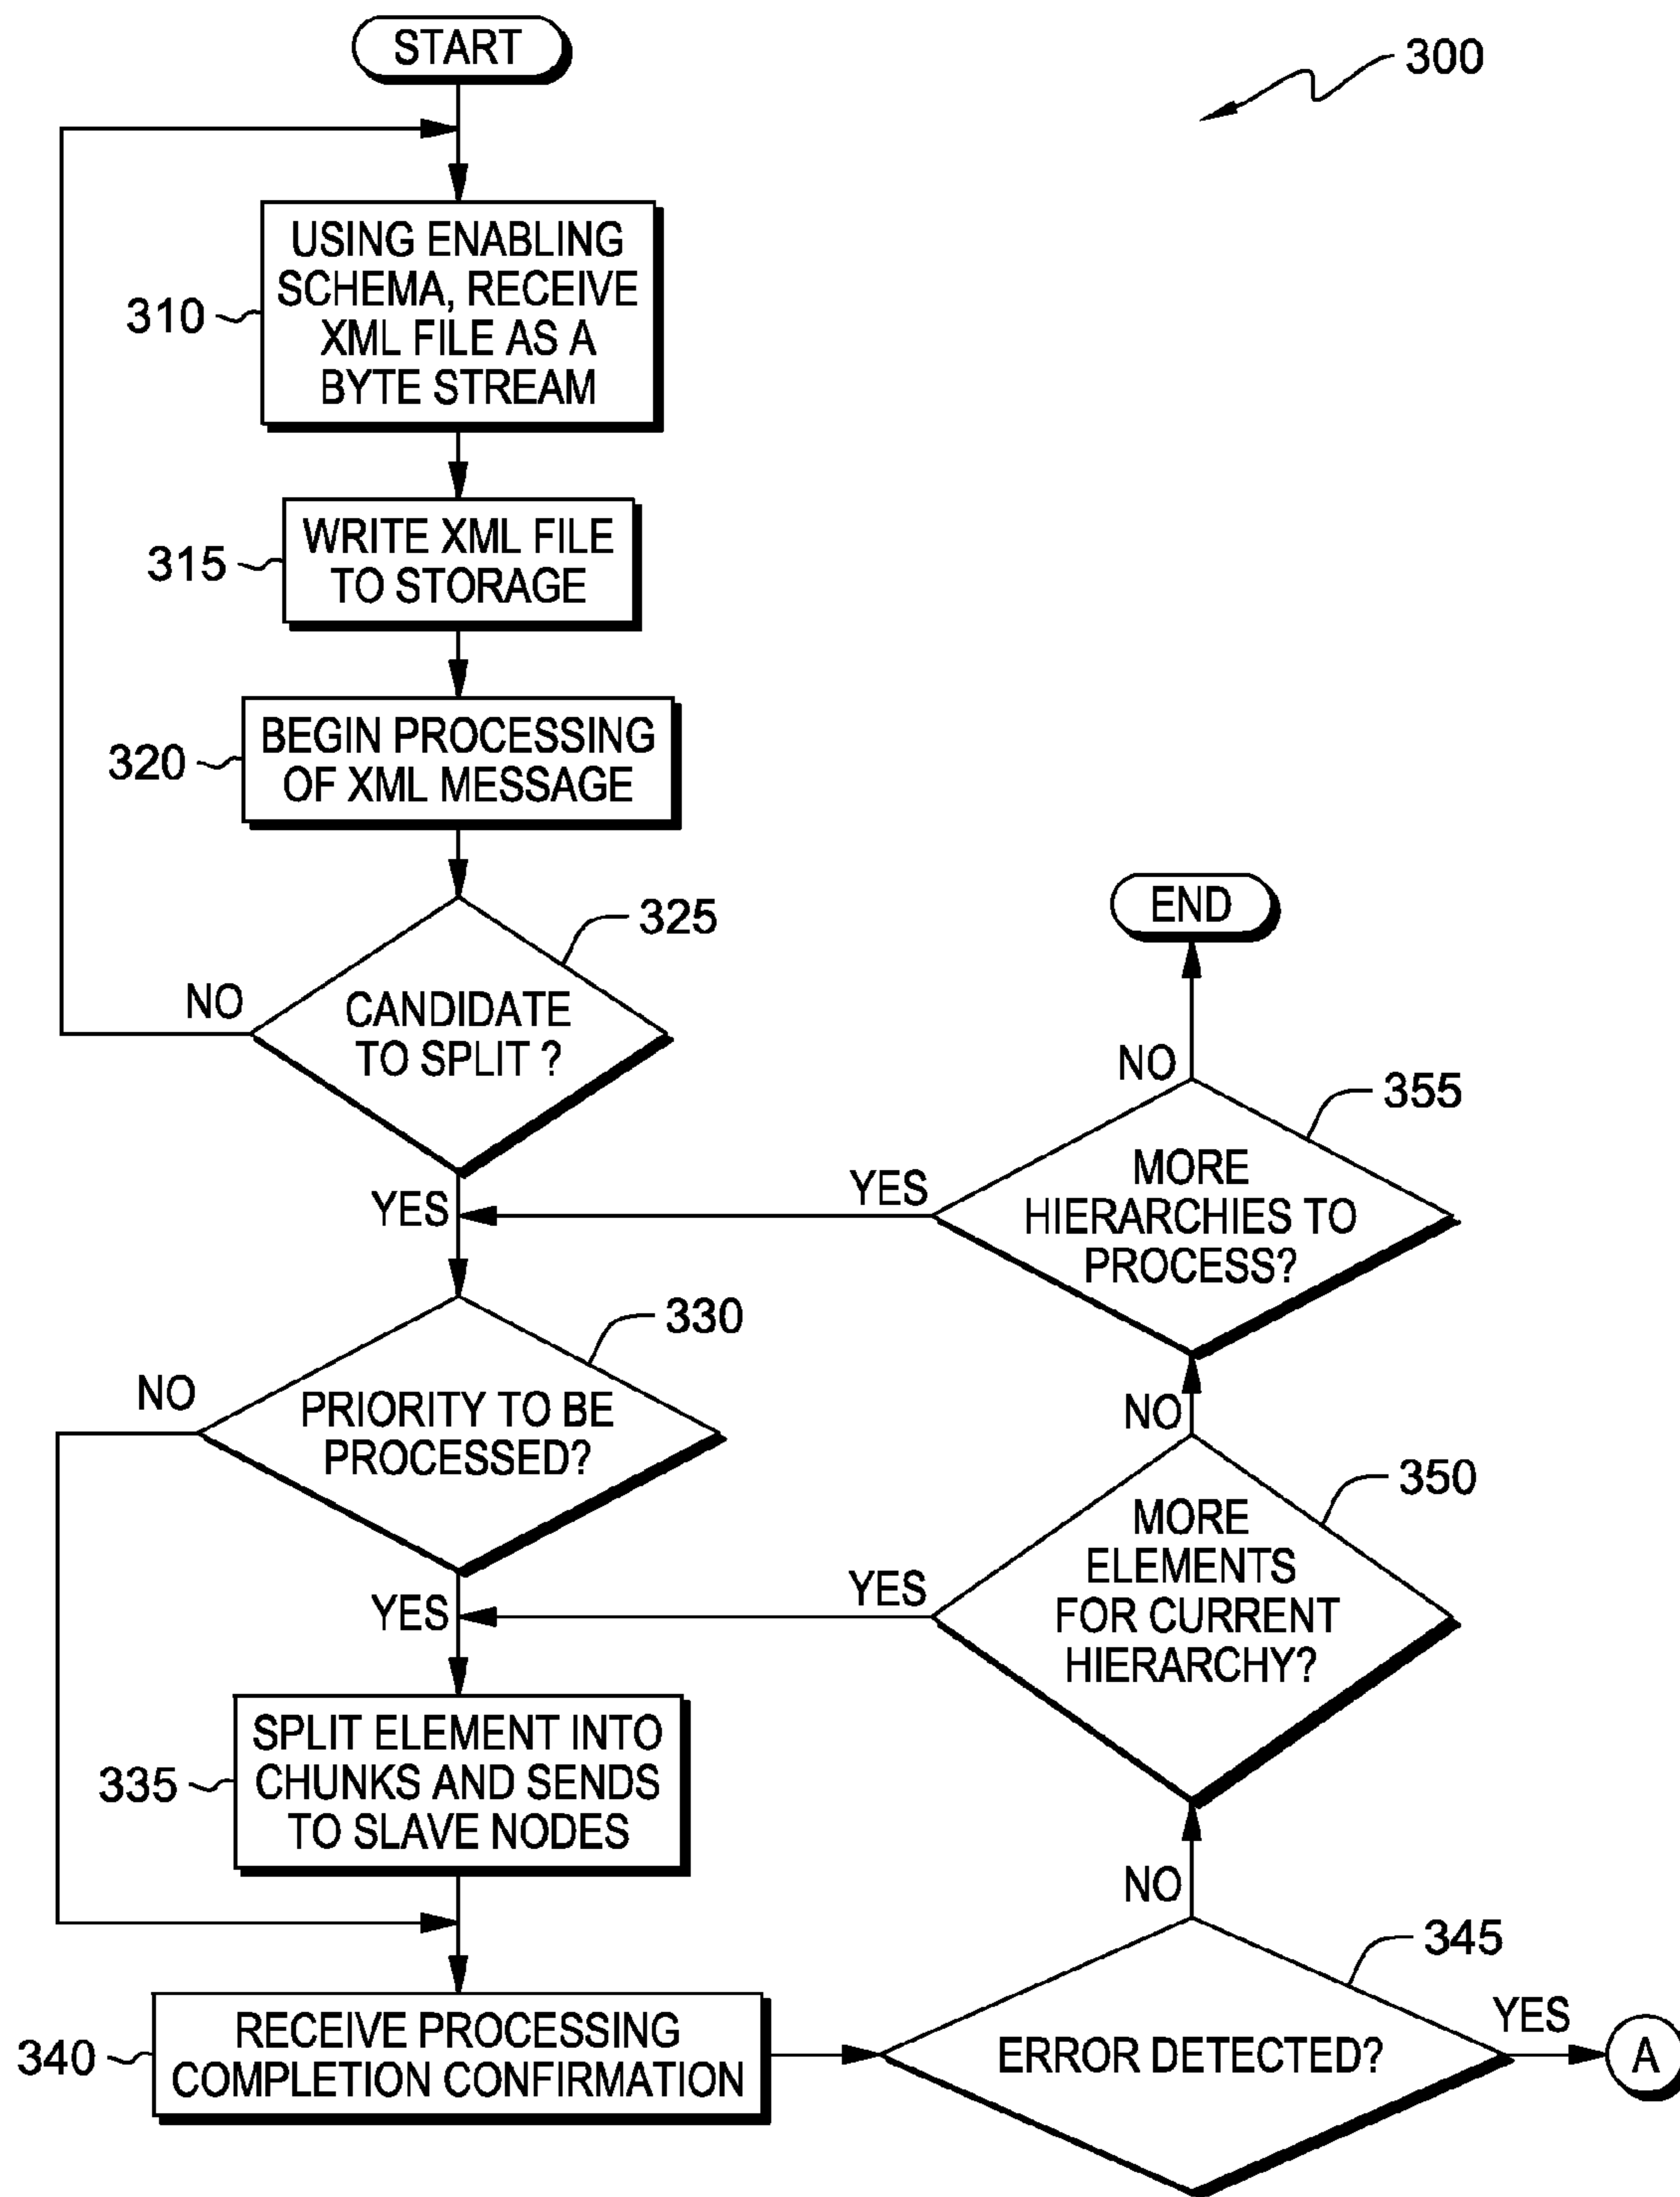 START
300
310
USING ENABLING
SCHEMA, RECEIVE
XML FILE AS A
BYTE STREAM
315
WRITE XML FILE
TO STORAGE
320
BEGIN PROCESSING
OF XML MESSAGE
325
NO
CANDIDATE
TO SPLIT ?
YES
330
NO
PRIORITY TO BE
PROCESSED?
YES
335
SPLIT ELEMENT INTO
CHUNKS AND SENDS
TO SLAVE NODES
340
RECEIVE PROCESSING
COMPLETION CONFIRMATION
345
ERROR DETECTED?
YES
A
NO
350
MORE
ELEMENTS
FOR CURRENT
HIERARCHY?
YES
NO
355
MORE
HIERARCHIES TO
PROCESS?
YES
NO
END